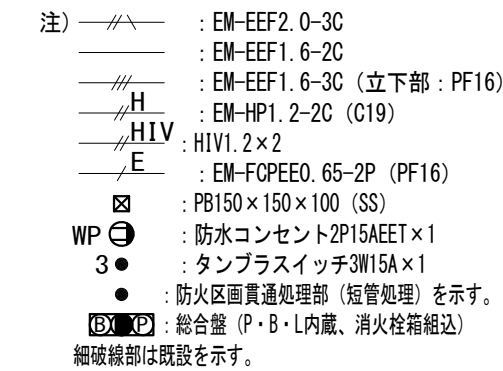 注) : EM-EEF2.0-3C
: EM-EEF1.6-2C
: EM-EEF1.6-3C (立下部：PF16)
H : EM-HP1.2-2C (C19)
HIV : HIV1.2×2
E : EM-FCPEE0.65-2P (PF16)
: PB150×150×100 (SS)
WP : 防水コンセント2P15AEET×1
3 : タンブラスイッチ3W15A×1
: 防火区画貫通処理部 (短管処理) を示す。
B P : 総合盤 (P・B・L内蔵、消火栓箱組込)
細破線部は既設を示す。